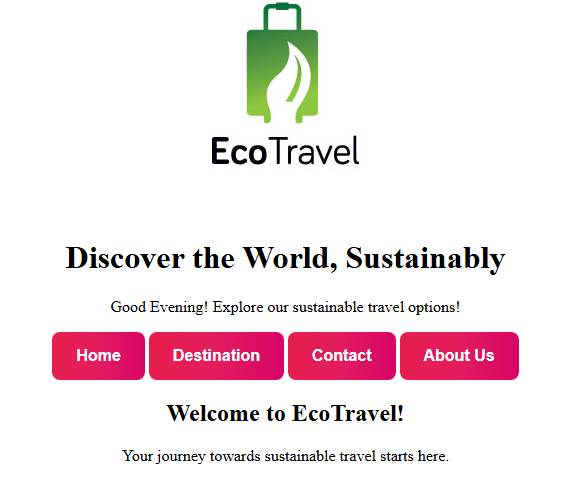 EcoTravel
Discover the World, Sustainably
Good Evening! Explore our sustainable travel options!
Home Destination Contact About Us
Welcome to EcoTravel!
Your journey towards sustainable travel starts here.